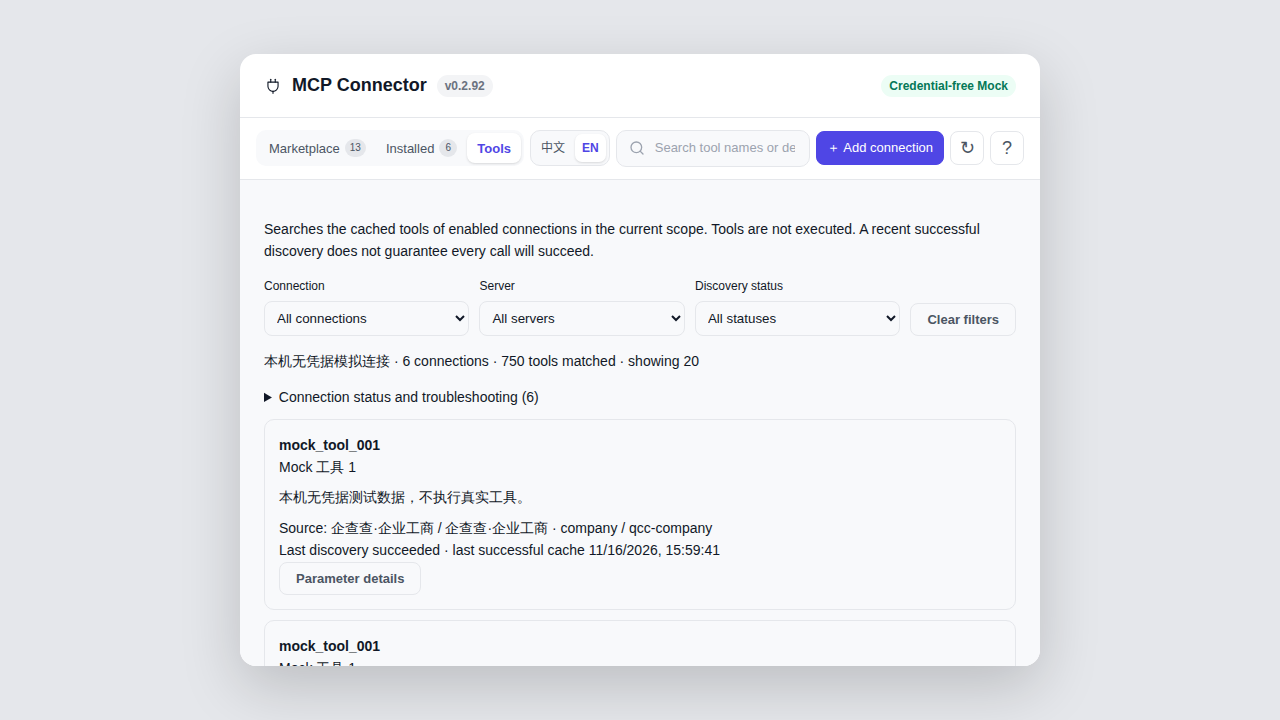 MCP Connector v0.2.92 Credential-free Mock
Marketplace 13 Installed 6 Tools 中文 EN Search tool names or de + Add connection ↻ ?
Searches the cached tools of enabled connections in the current scope. Tools are not executed. A recent successful
discovery does not guarantee every call will succeed.
Connection Server Discovery status
All connections All servers All statuses Clear filters
本机无凭据模拟连接 · 6 connections · 750 tools matched · showing 20
Connection status and troubleshooting (6)
mock_tool_001
Mock 工具 1
本机无凭据测试数据，不执行真实工具。
Source: 企查查·企业工商 / 企查查·企业工商 · company / qcc-company
Last discovery succeeded · last successful cache 11/16/2026, 15:59:41
Parameter details
mock_tool_001
Mock 工具 1